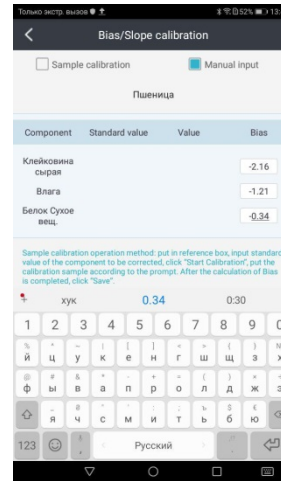 Только экстр. вызов 52% 13:
Bias/Slope calibration
Sample calibration Manual input
Пшеница
Component Standard value Value Bias
Клейковина сырая -2.16
Влага -1.21
Белок Сухое вещ. -0.34
Sample calibration operation method: put in reference box, input standard
value of the component to be corrected, click "Start Calibration", put the
calibration sample according to the prompt. After the calculation of Bias
is completed, click "Save".
хук 0.34 0:30
1 2 3 4 5 6 7 8 9 0
й ц у к е н г ш щ з х
ф ы в а п р о л д ж э
я ч с м и т ь б ю
123 Русский